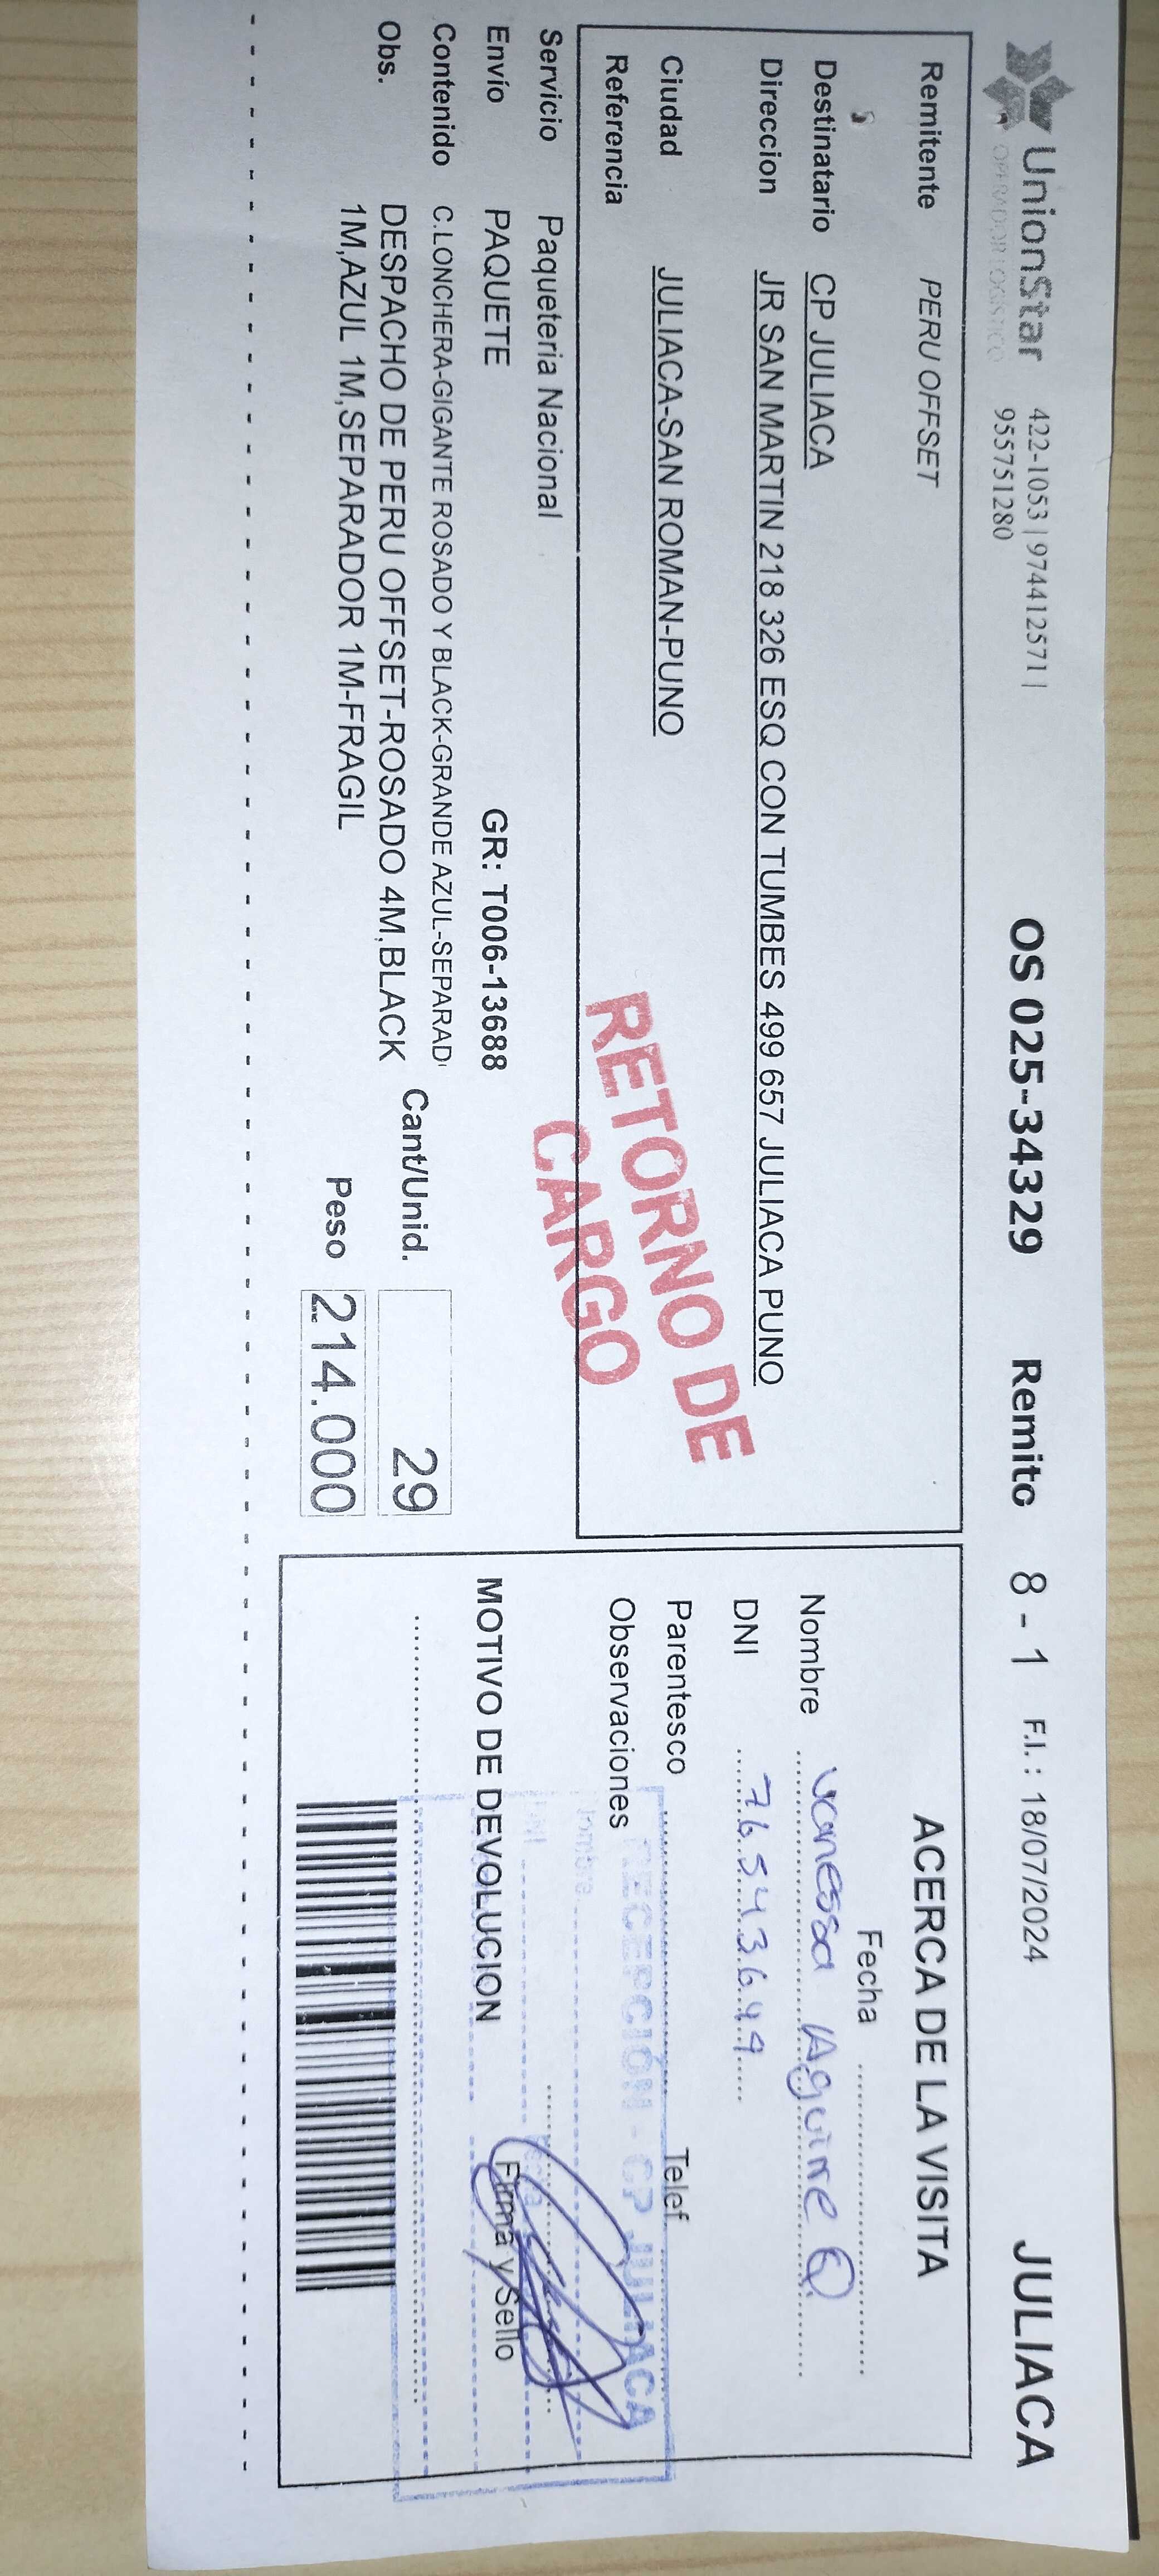 UnionStar 422-1053 | 974412571 | OS 025-34329 Remito 8 - 1 F.I.: 18/07/2024 JULIACA
OPERADOR LOGISTICO 955751280
Remitente PERU OFFSET
Destinatario CP JULIACA
Direccion JR SAN MARTIN 218 326 ESQ CON TUMBES 499 657 JULIACA PUNO
Ciudad JULIACA-SAN ROMAN-PUNO
Referencia
RETORNO DE
CARGO
Servicio Paqueteria Nacional
Envío PAQUETE GR: T006-13688
Contenido C.LONCHERA-GIGANTE ROSADO Y BLACK-GRANDE AZUL-SEPARAD
Obs. DESPACHO DE PERU OFFSET-ROSADO 4M,BLACK
1M,AZUL 1M,SEPARADOR 1M-FRAGIL
Cant/Unid. 29
Peso 214.000
ACERCA DE LA VISITA
Fecha
Nombre Vanessa Aguirre Q
DNI 76543649
Parentesco Telef
Observaciones
RECEPCIÓN - CP JULIACA
Nombre
DNI
MOTIVO DE DEVOLUCION Firma y Sello